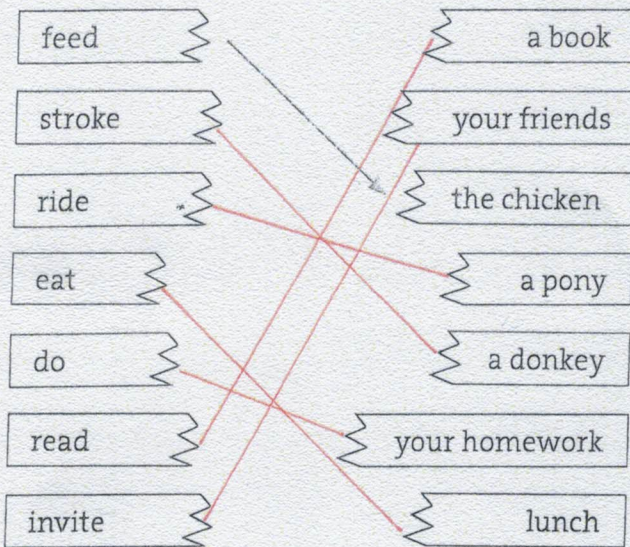 feed a book
stroke your friends
ride the chicken
eat a pony
do a donkey
read your homework
invite lunch